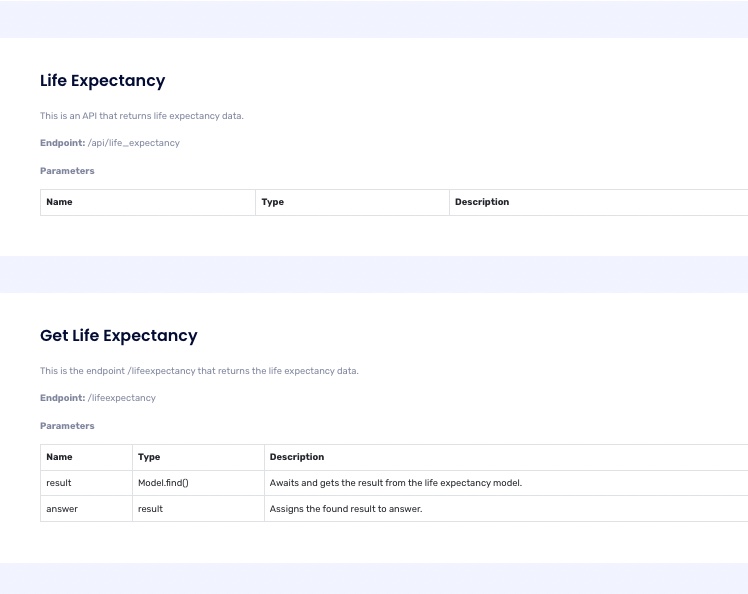 Life Expectancy
This is an API that returns life expectancy data.
Endpoint: /api/life_expectancy
Parameters
Name Type Description
Get Life Expectancy
This is the endpoint /lifeexpectancy that returns the life expectancy data.
Endpoint: /lifeexpectancy
Parameters
Name Type Description
result Model.find() Awaits and gets the result from the life expectancy model.
answer result Assigns the found result to answer.